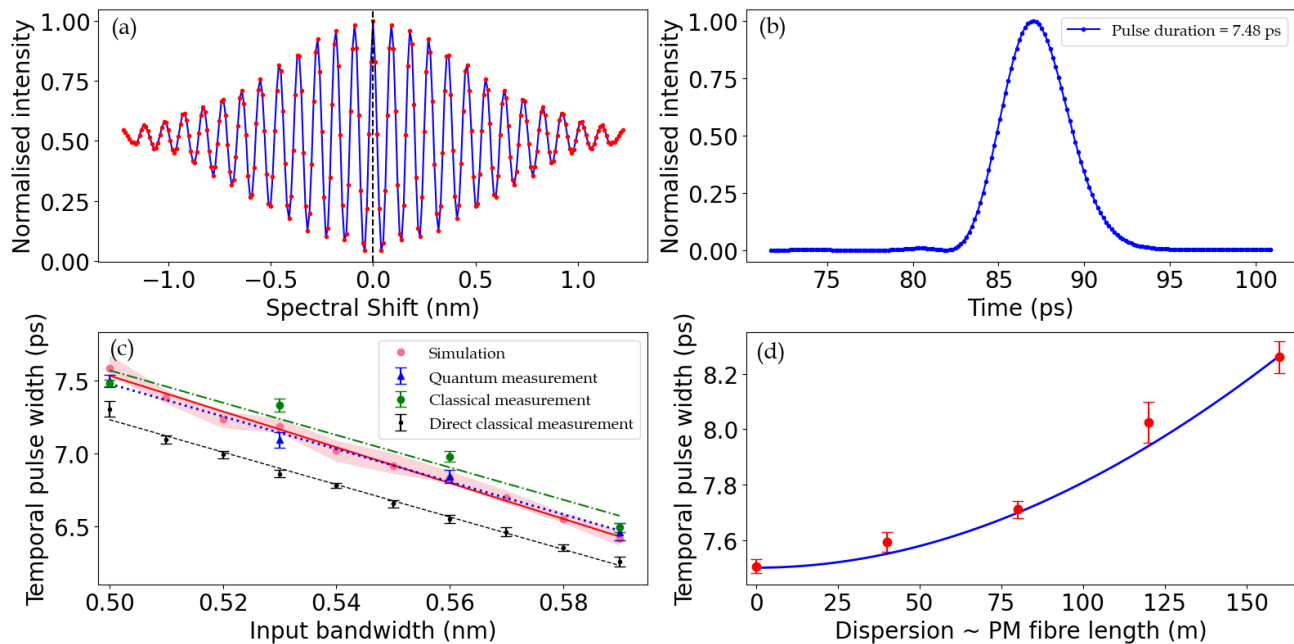 (a)
Normalised intensity
1.00
0.75
0.50
0.25
0.00
−1.0 −0.5 0.0 0.5 1.0
Spectral Shift (nm)
(b)
Pulse duration = 7.48 ps
Normalised intensity
1.00
0.75
0.50
0.25
0.00
75 80 85 90 95 100
Time (ps)
(c)
Simulation
Quantum measurement
Classical measurement
Direct classical measurement
Temporal pulse width (ps)
7.5
7.0
6.5
0.50 0.52 0.54 0.56 0.58
Input bandwidth (nm)
(d)
Temporal pulse width (ps)
8.2
8.0
7.8
7.6
0 25 50 75 100 125 150
Dispersion ~ PM fibre length (m)